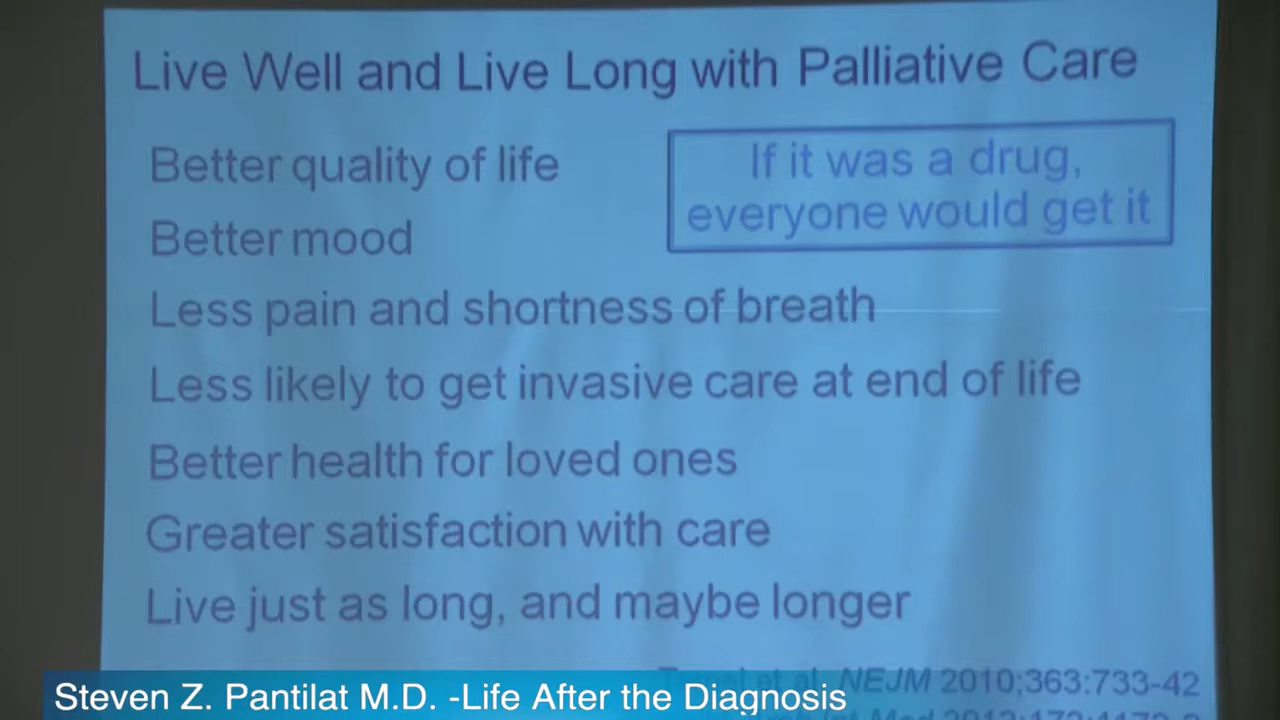 Live Well and Live Long with Palliative Care
Better quality of life
If it was a drug,
everyone would get it
Better mood
Less pain and shortness of breath
Less likely to get invasive care at end of life
Better health for loved ones
Greater satisfaction with care
Live just as long, and maybe longer
NEJM 2010;363:733-42
Steven Z. Pantilat M.D. -Life After the Diagnosis